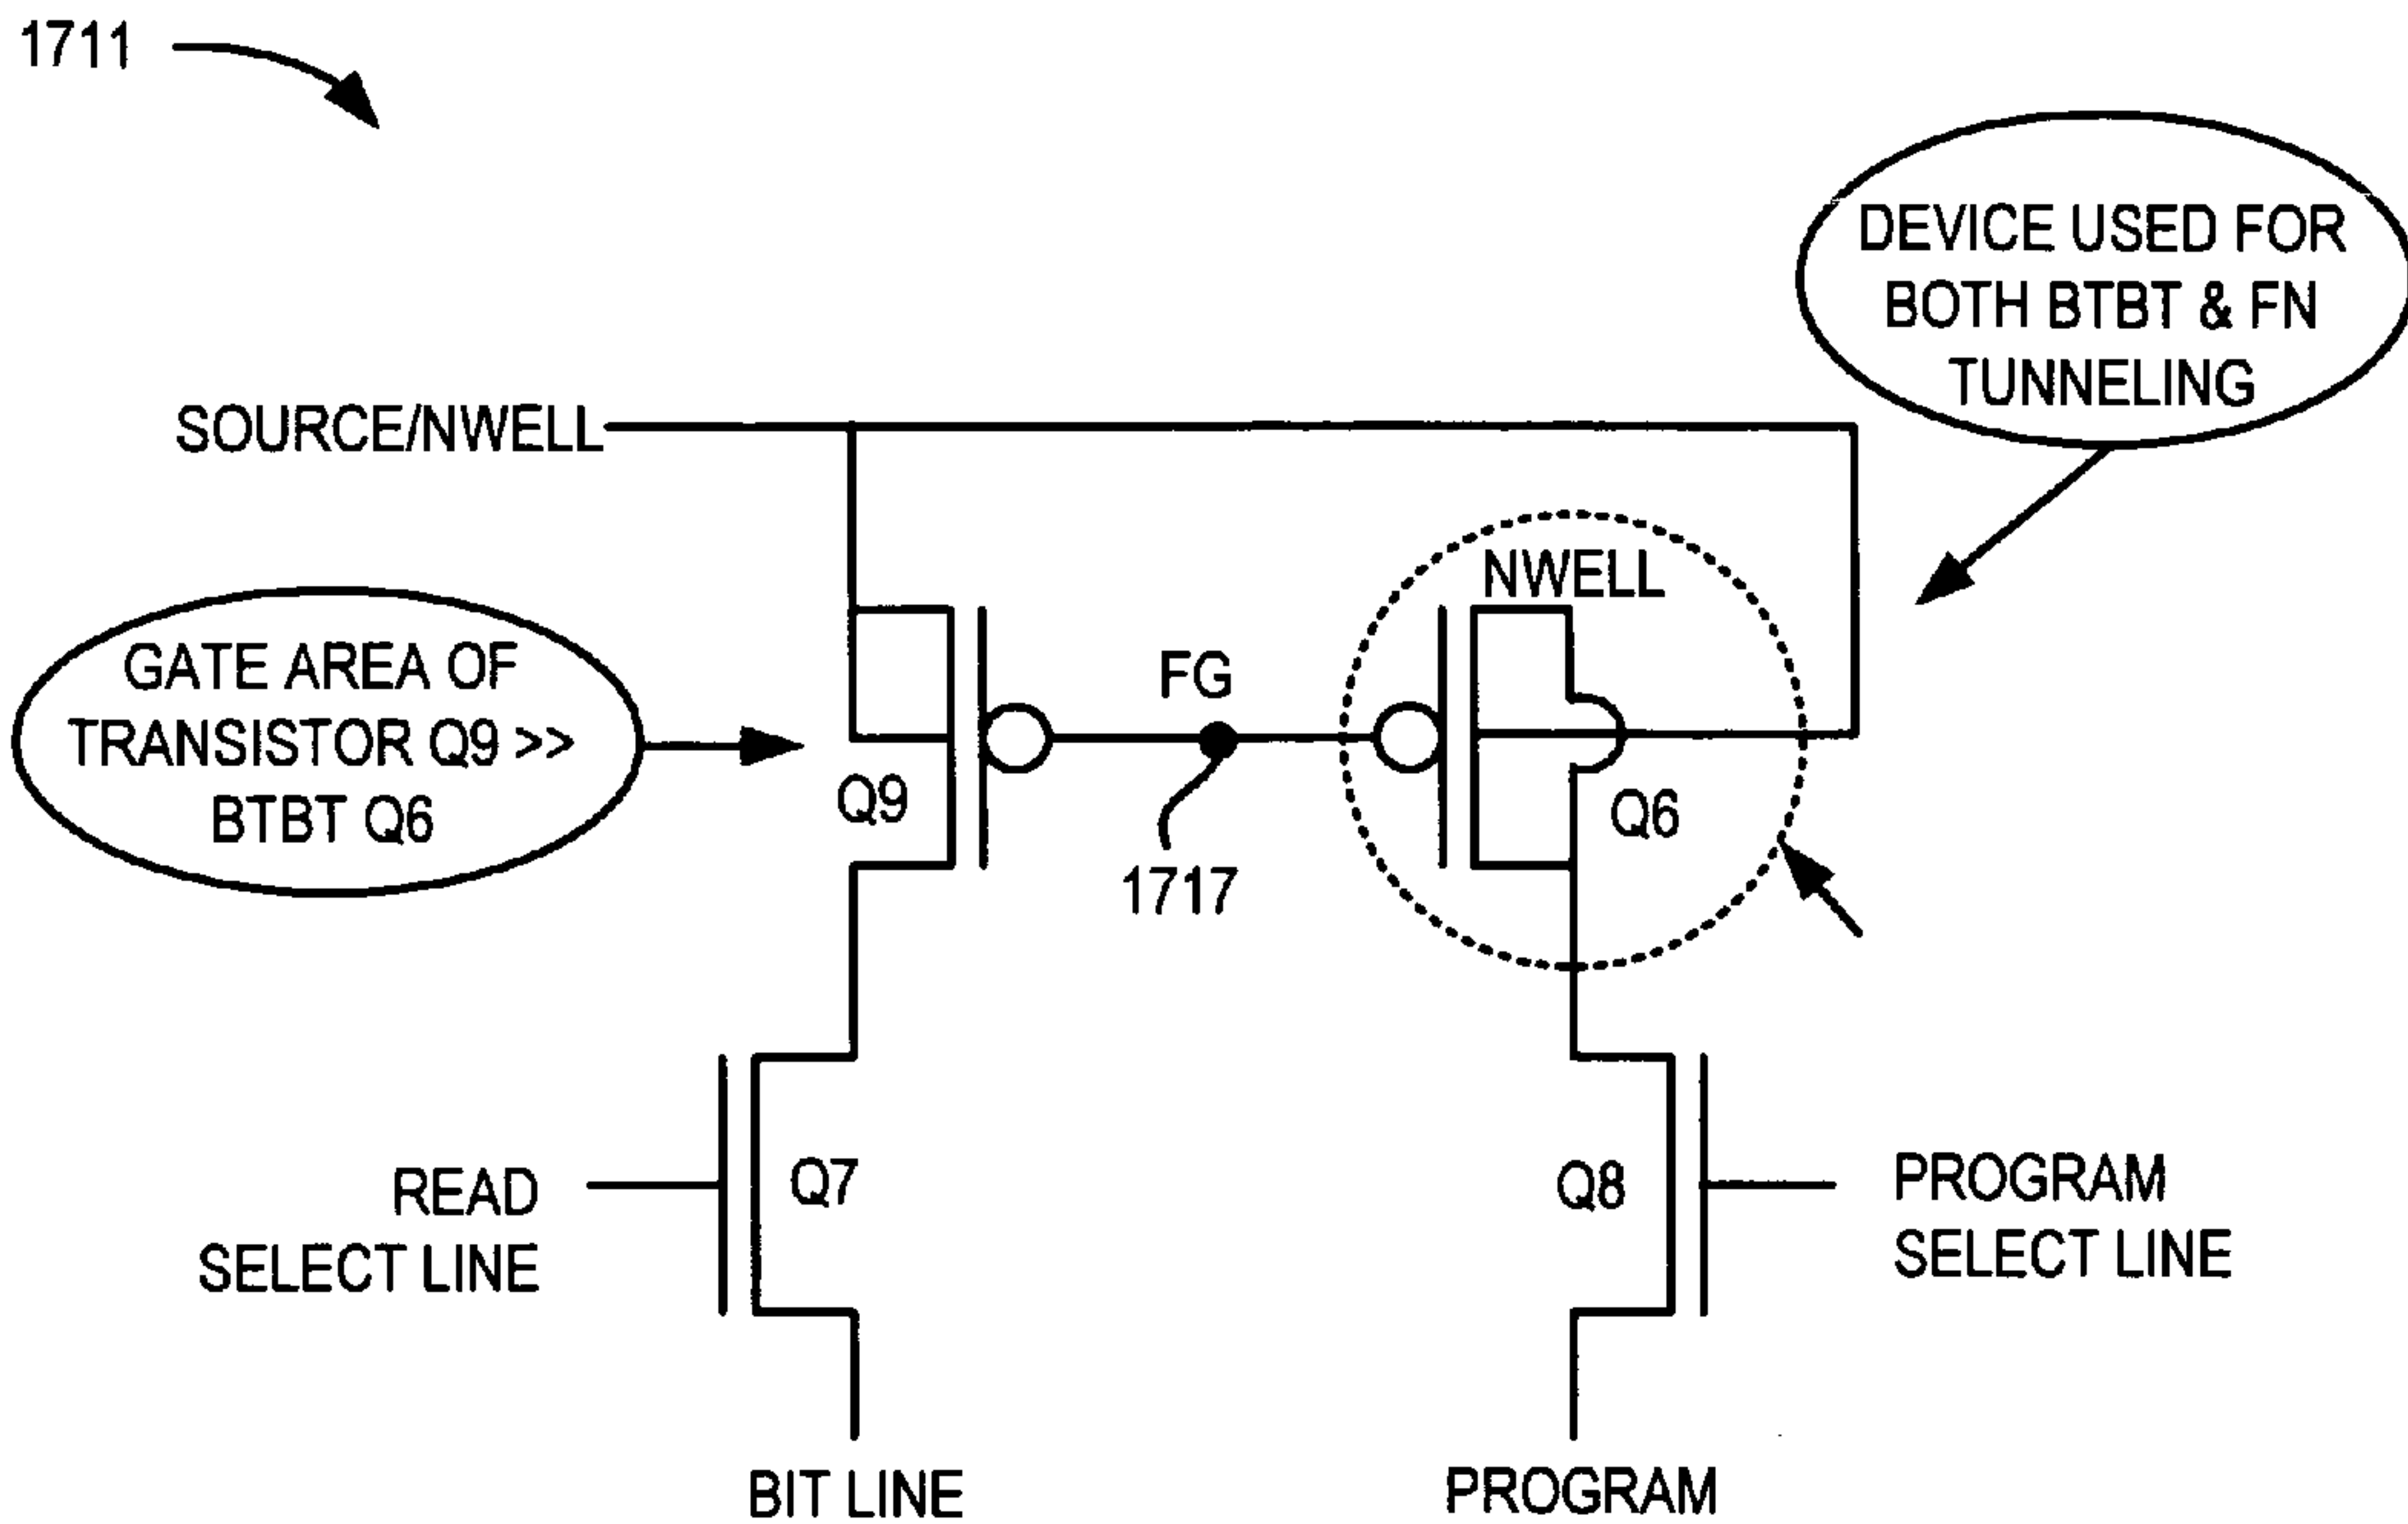 1711
DEVICE USED FOR
BOTH BTBT & FN
TUNNELING
SOURCE/NWELL
NWELL
GATE AREA OF
TRANSISTOR Q9 >>
BTBT Q6
FG
Q9
Q6
1717
READ
SELECT LINE
Q7
Q8
PROGRAM
SELECT LINE
BIT LINE
PROGRAM